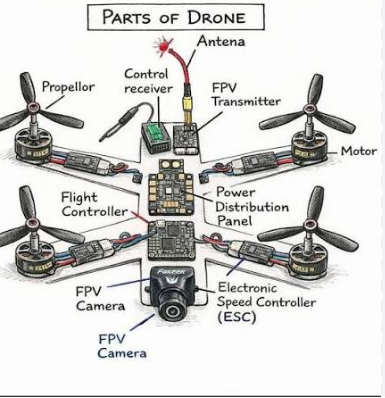 PARTS OF DRONE
Antena
Control
receiver
FPV
Transmitter
Propellor
Motor
Flight
Controller
Power
Distribution
Panel
FOXEER
FPV
Camera
Electronic
Speed Controller
(ESC)
FPV
Camera